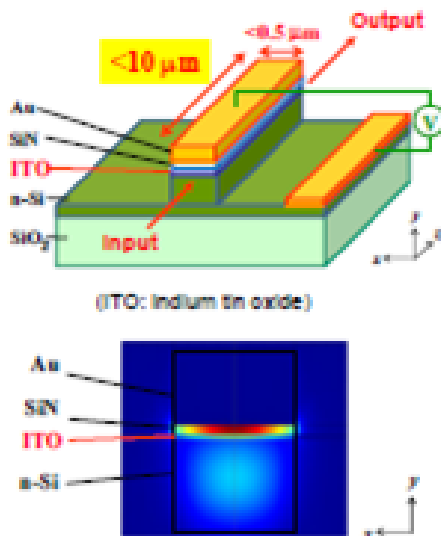 <0.5 μm
Output
<10 μm
Au
SiN
ITO
n-Si
SiO2
Input
V
y
x
z
(ITO: Indium tin oxide)
Au
SiN
ITO
n-Si
y
x